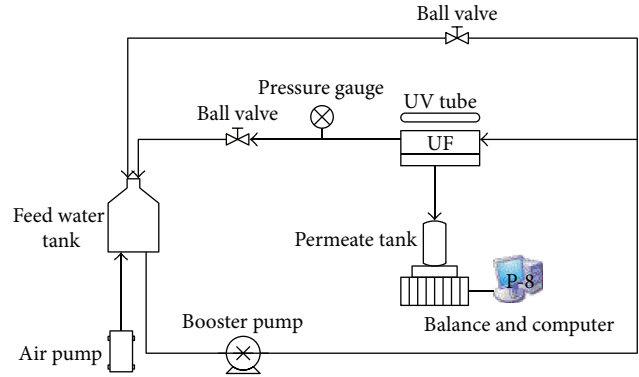 Ball valve
Pressure gauge
UV tube
Ball valve
UF
Feed water
tank
Permeate tank
P-8
Booster pump
Balance and computer
Air pump